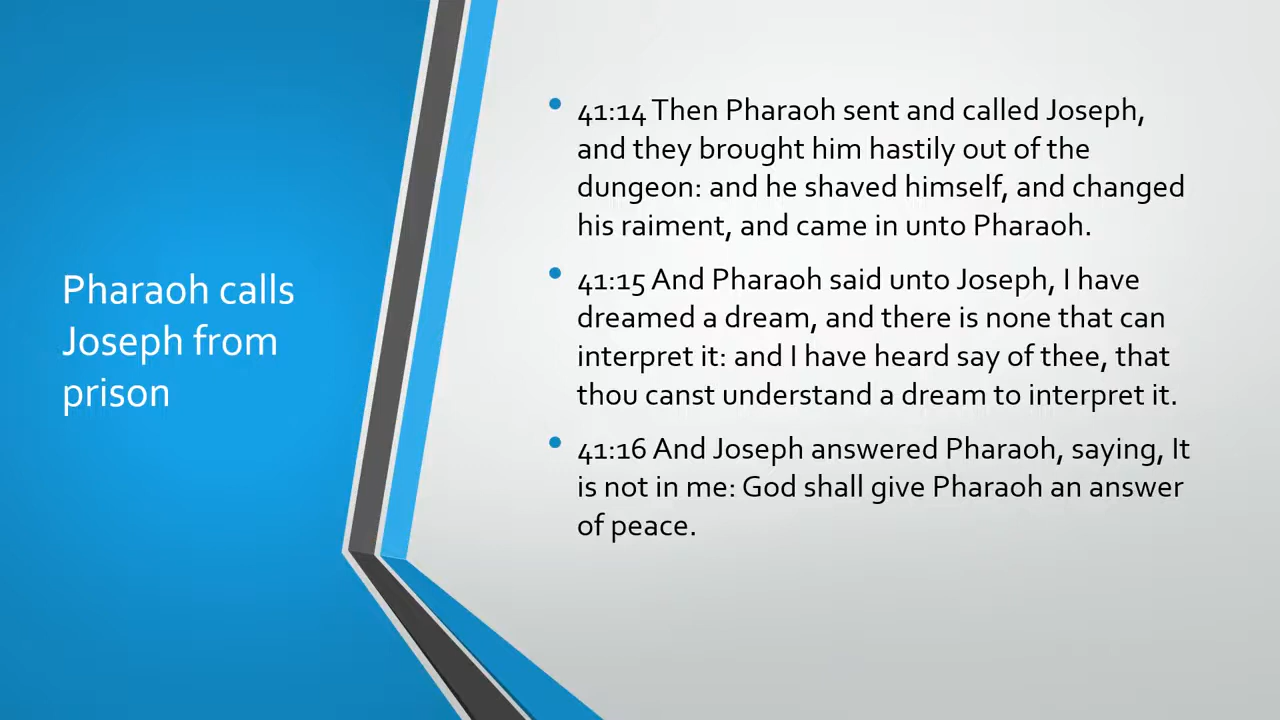 Pharaoh calls
Joseph from
prison
• 41:14 Then Pharaoh sent and called Joseph,
and they brought him hastily out of the
dungeon: and he shaved himself, and changed
his raiment, and came in unto Pharaoh.
• 41:15 And Pharaoh said unto Joseph, I have
dreamed a dream, and there is none that can
interpret it: and I have heard say of thee, that
thou canst understand a dream to interpret it.
• 41:16 And Joseph answered Pharaoh, saying, It
is not in me: God shall give Pharaoh an answer
of peace.